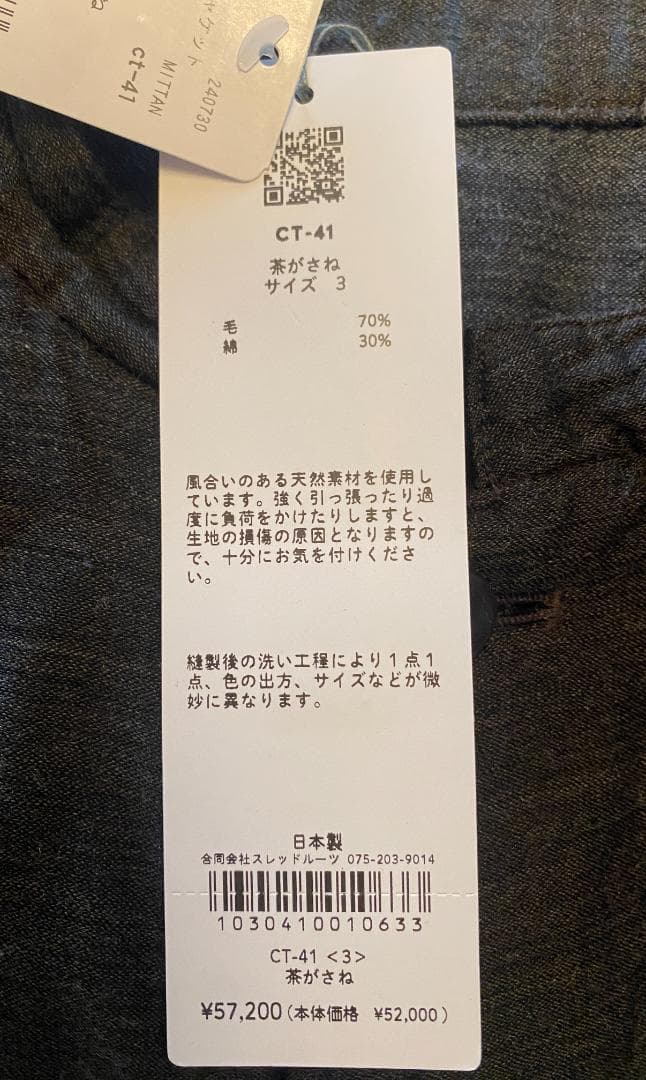 ケット 240730
MITTAN
ct-41
CT-41
茶がさね
サイズ 3
毛 70%
綿 30%
風合いのある天然素材を使用し
ています。強く引っ張ったり過
度に負荷をかけたりしますと、
生地の損傷の原因となりますの
で、十分にお気を付けくださ
い。
縫製後の洗い工程により1点1
点、色の出方、サイズなどが微
妙に異なります。
日本製
合同会社スレッドルーツ 075-203-9014
1030410010633
CT-41 <3>
茶がさね
¥57,200(本体価格 ¥52,000)